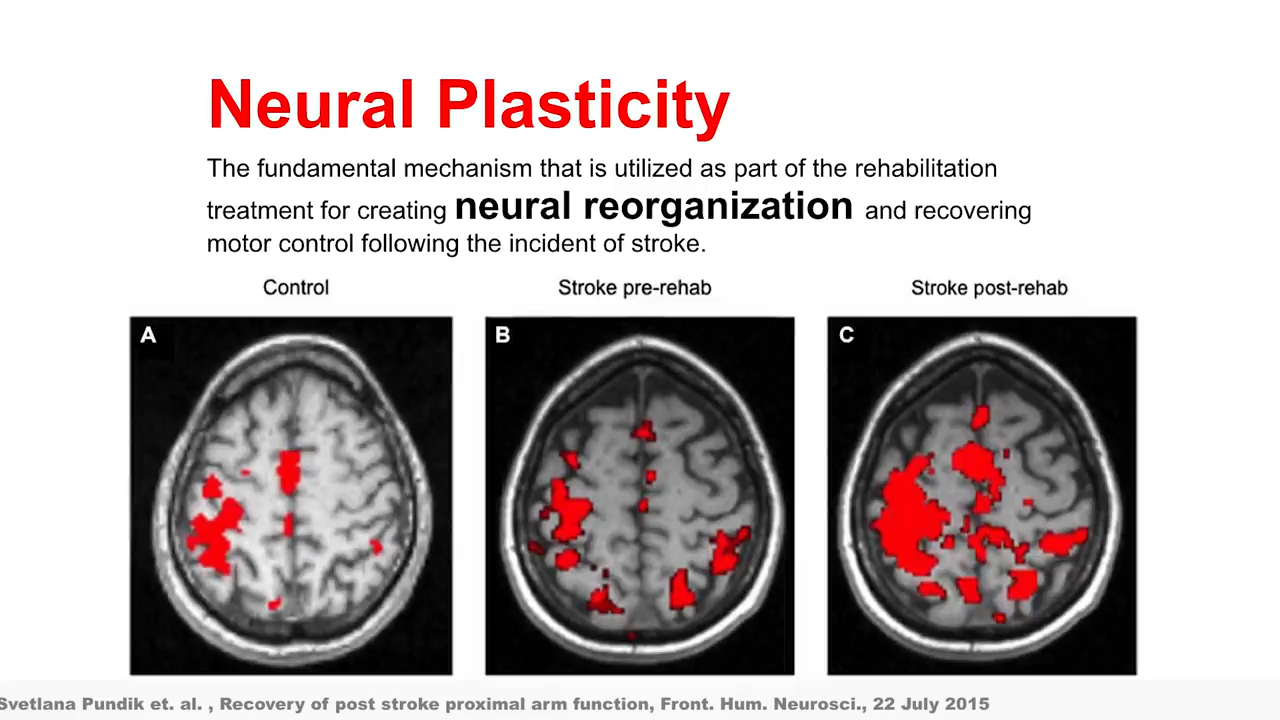 Neural Plasticity
The fundamental mechanism that is utilized as part of the rehabilitation
treatment for creating neural reorganization and recovering
motor control following the incident of stroke.
Control
Stroke pre-rehab
Stroke post-rehab
A
B
C
Svetlana Pundik et. al. , Recovery of post stroke proximal arm function, Front. Hum. Neurosci., 22 July 2015